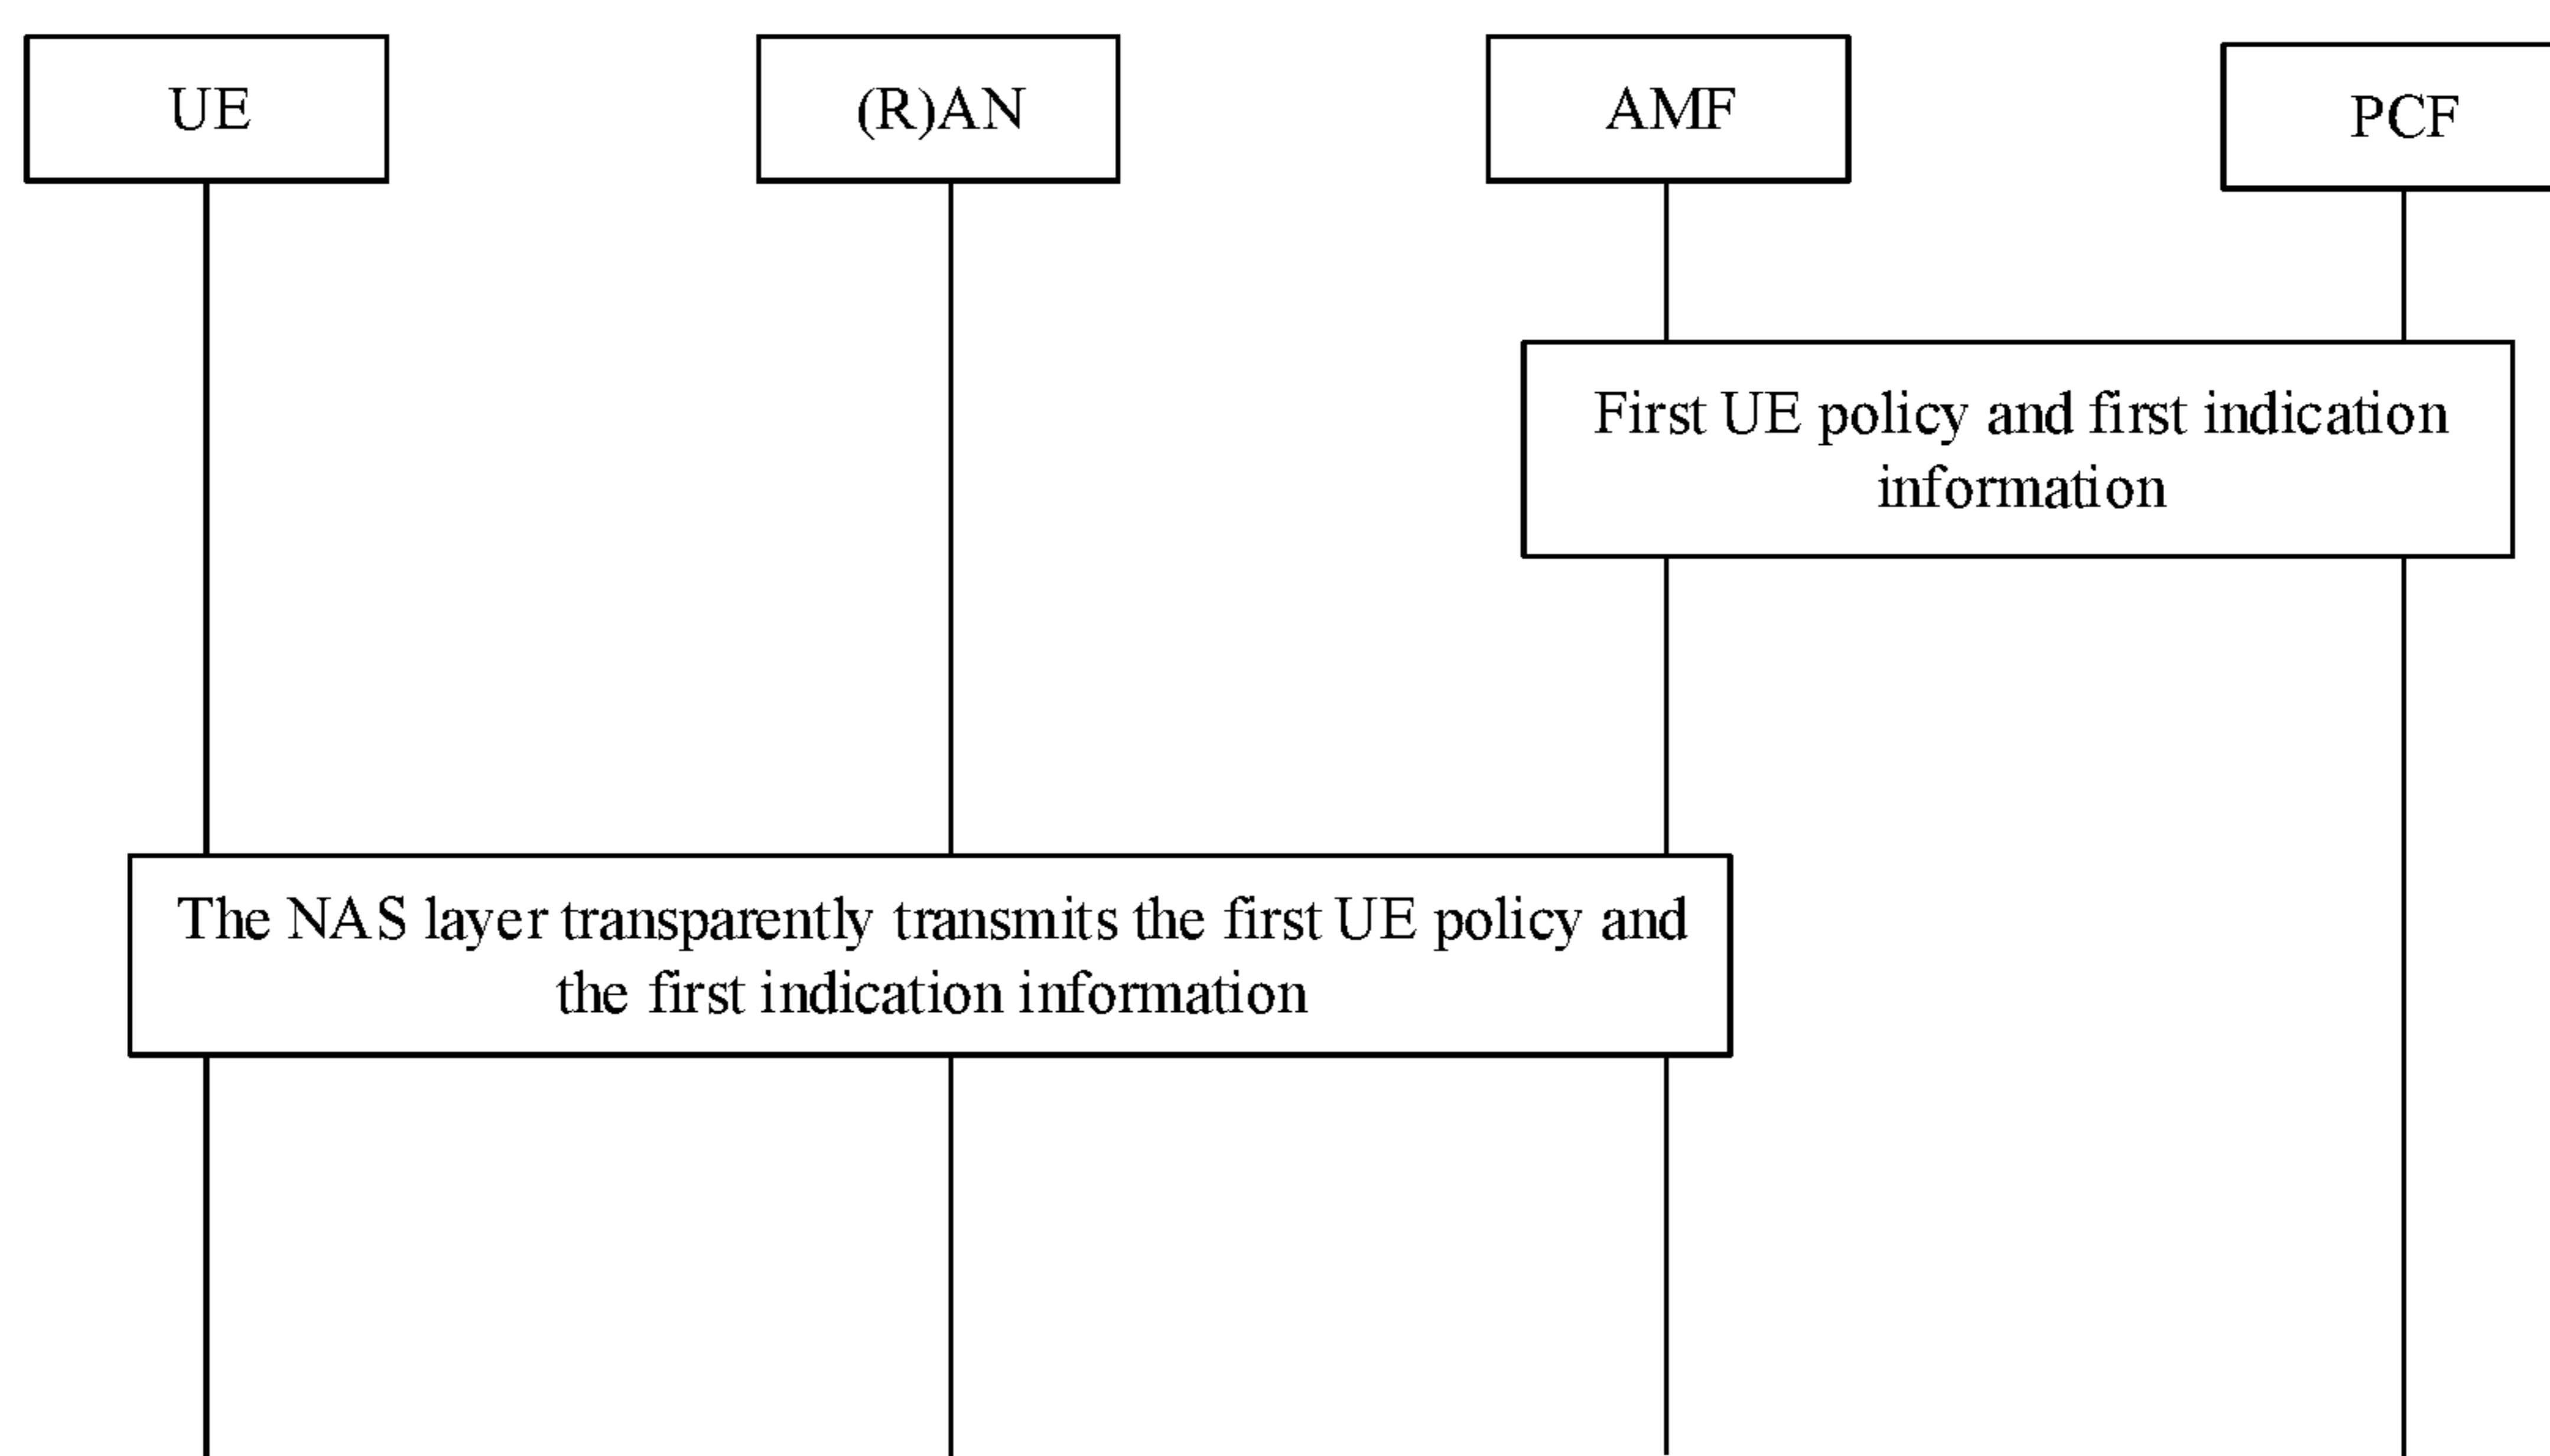 UE
(R)AN
AMF
PCF
First UE policy and first indication
information
The NAS layer transparently transmits the first UE policy and
the first indication information